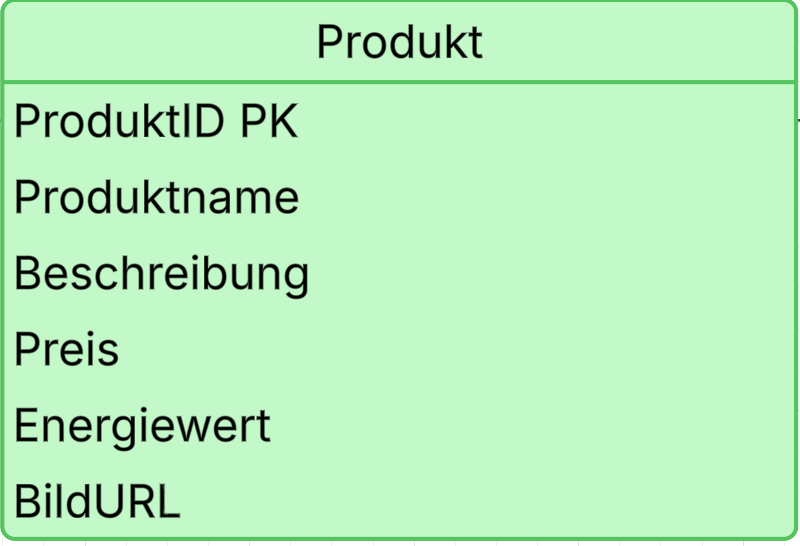 Produkt
ProduktID PK
Produktname
Beschreibung
Preis
Energiewert
BildURL